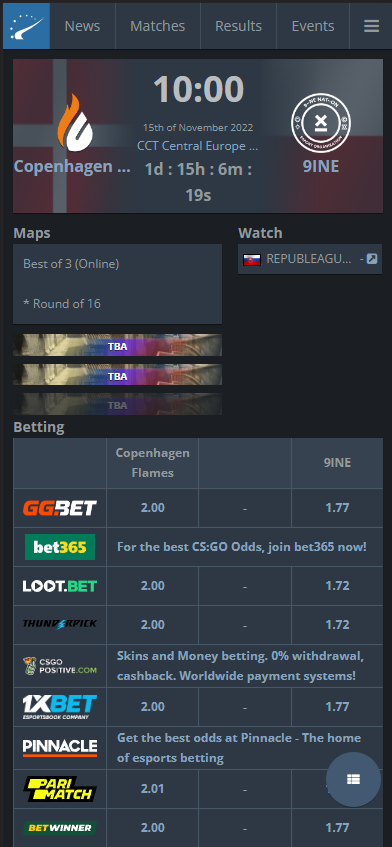 News Matches Results Events
10:00
15th of November 2022
CCT Central Europe ...
Copenhagen ... 1d : 15h : 6m : 9INE
19s
Maps Watch
Best of 3 (Online) REPUBLEAGU... -
* Round of 16
TBA
TBA
TBA
Betting
Copenhagen
Flames 9INE
GG.BET 2.00 - 1.77
bet365 For the best CS:GO Odds, join bet365 now!
LOOT.BET 2.00 - 1.72
THUNDERPICK 2.00 - 1.72
CSGO Skins and Money betting. 0% withdrawal,
POSITIVE.COM cashback. Worldwide payment systems!
1XBET 2.00 - 1.77
ESPORTSBOOK COMPANY
PINNACLE Get the best odds at Pinnacle - The home
of esports betting
PARI
MATCH 2.01 -
BETWINNER 2.00 - 1.77